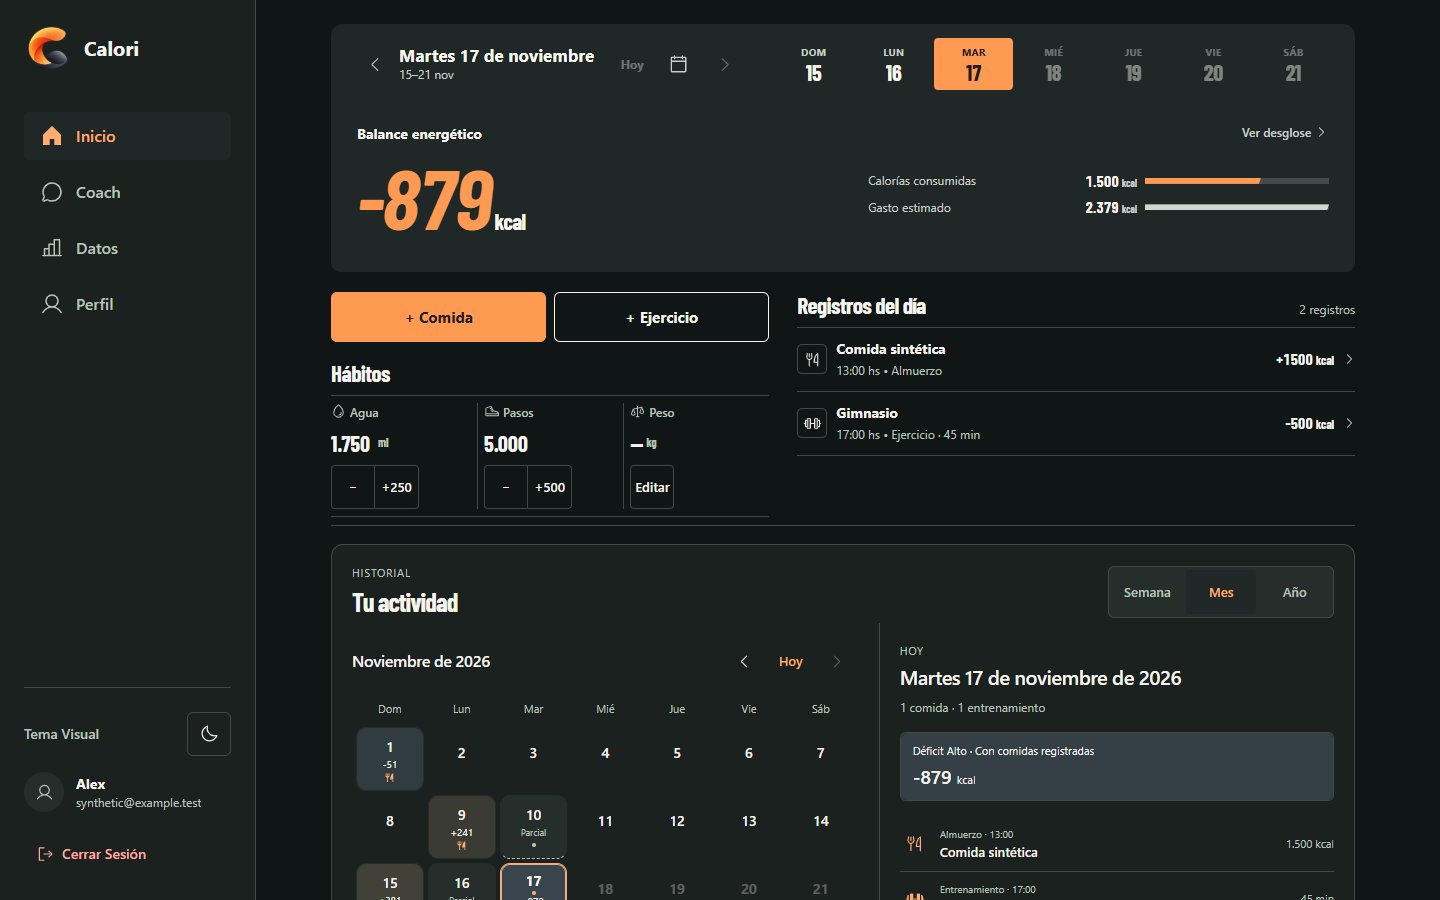 Calori
Inicio
Coach
Datos
Perfil
Tema Visual
Alex
synthetic@example.test
Cerrar Sesión
Martes 17 de noviembre
15–21 nov
Hoy
DOM 15
LUN 16
MAR 17
MIÉ 18
JUE 19
VIE 20
SÁB 21
Balance energético
Ver desglose
-879 kcal
Calorías consumidas 1.500 kcal
Gasto estimado 2.379 kcal
+ Comida
+ Ejercicio
Hábitos
Agua
1.750 ml
− +250
Pasos
5.000
− +500
Peso
— kg
Editar
Registros del día
2 registros
Comida sintética
13:00 hs • Almuerzo
+1500 kcal
Gimnasio
17:00 hs • Ejercicio · 45 min
-500 kcal
HISTORIAL
Tu actividad
Semana Mes Año
Noviembre de 2026
Hoy
Dom Lun Mar Mié Jue Vie Sáb
1 2 3 4 5 6 7
-51
8 9 10 11 12 13 14
+241 Parcial
15 16 17 18 19 20 21
HOY
Martes 17 de noviembre de 2026
1 comida · 1 entrenamiento
Déficit Alto · Con comidas registradas
-879 kcal
Almuerzo · 13:00
Comida sintética
1.500 kcal
Entrenamiento · 17:00
45 min